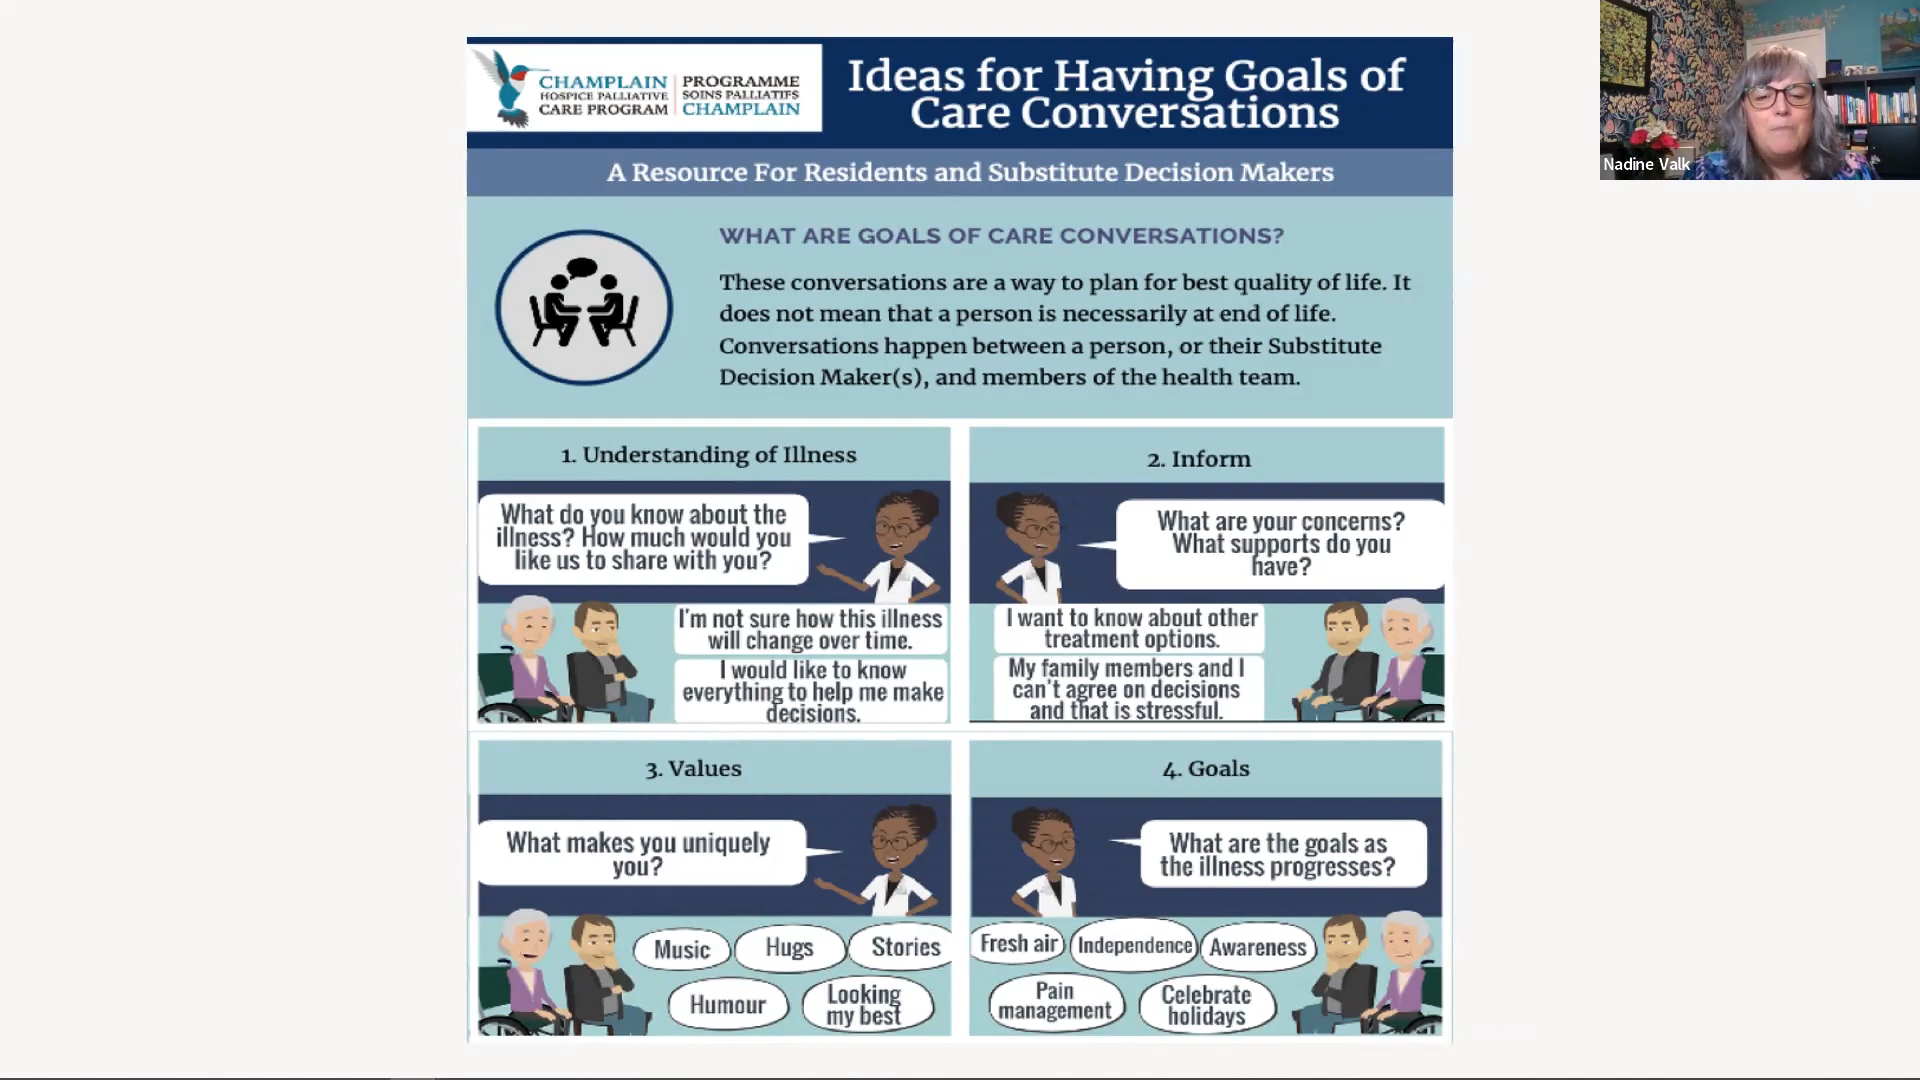 CHAMPLAIN
HOSPICE PALLIATIVE
CARE PROGRAM
PROGRAMME
SOINS PALLIATIFS
CHAMPLAIN
Ideas for Having Goals of
Care Conversations
A Resource For Residents and Substitute Decision Makers
WHAT ARE GOALS OF CARE CONVERSATIONS?
These conversations are a way to plan for best quality of life. It
does not mean that a person is necessarily at end of life.
Conversations happen between a person, or their Substitute
Decision Maker(s), and members of the health team.
1. Understanding of Illness
What do you know about the
illness? How much would you
like us to share with you?
I'm not sure how this illness
will change over time.
I would like to know
everything to help me make
decisions.
2. Inform
What are your concerns?
What supports do you
have?
I want to know about other
treatment options.
My family members and I
can't agree on decisions
and that is stressful.
3. Values
What makes you uniquely
you?
Music
Hugs
Stories
Humour
Looking
my best
4. Goals
What are the goals as
the illness progresses?
Fresh air
Independence
Awareness
Pain
management
Celebrate
holidays
Nadine Valk